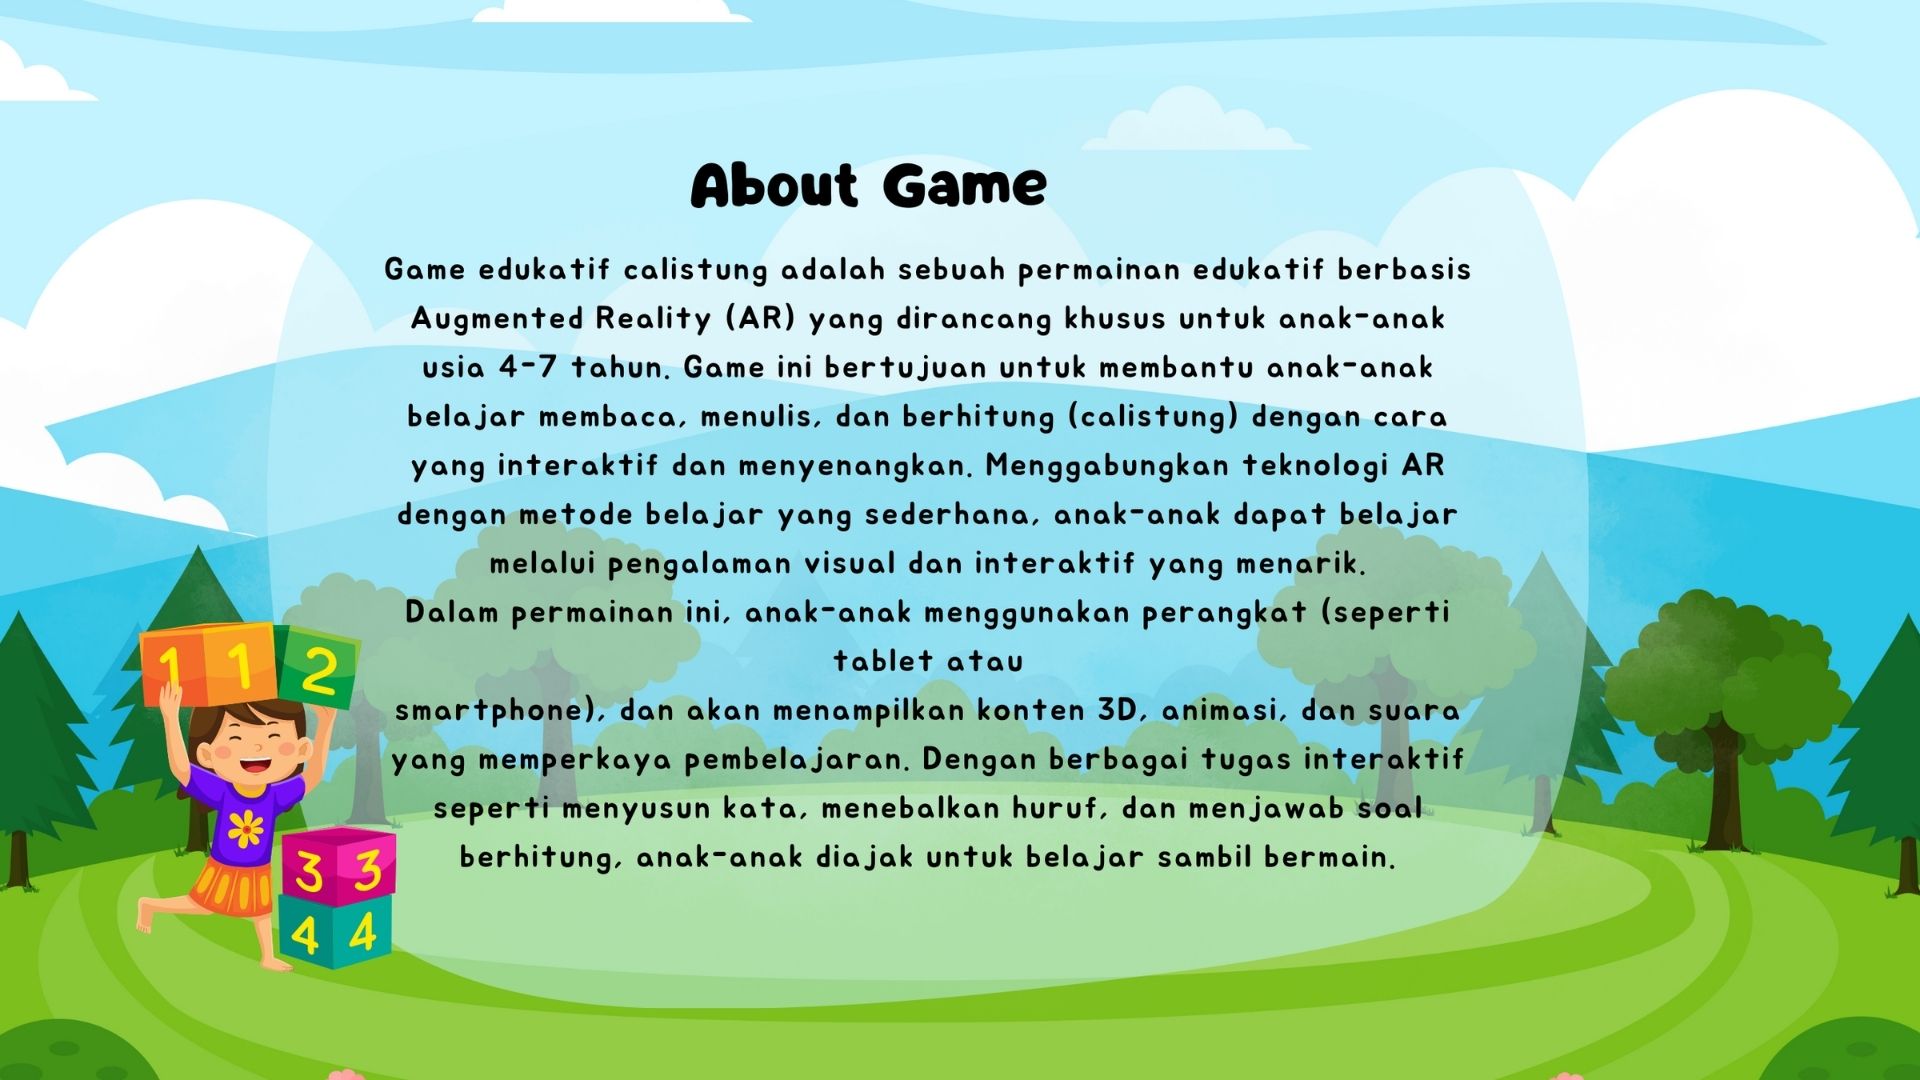 About Game
Game edukatif calistung adalah sebuah permainan edukatif berbasis
Augmented Reality (AR) yang dirancang khusus untuk anak-anak
usia 4-7 tahun. Game ini bertujuan untuk membantu anak-anak
belajar membaca, menulis, dan berhitung (calistung) dengan cara
yang interaktif dan menyenangkan. Menggabungkan teknologi AR
dengan metode belajar yang sederhana, anak-anak dapat belajar
melalui pengalaman visual dan interaktif yang menarik.
Dalam permainan ini, anak-anak menggunakan perangkat (seperti
tablet atau
smartphone), dan akan menampilkan konten 3D, animasi, dan suara
yang memperkaya pembelajaran. Dengan berbagai tugas interaktif
seperti menyusun kata, menebalkan huruf, dan menjawab soal
berhitung, anak-anak diajak untuk belajar sambil bermain.
1 1 2
3 3
4 4